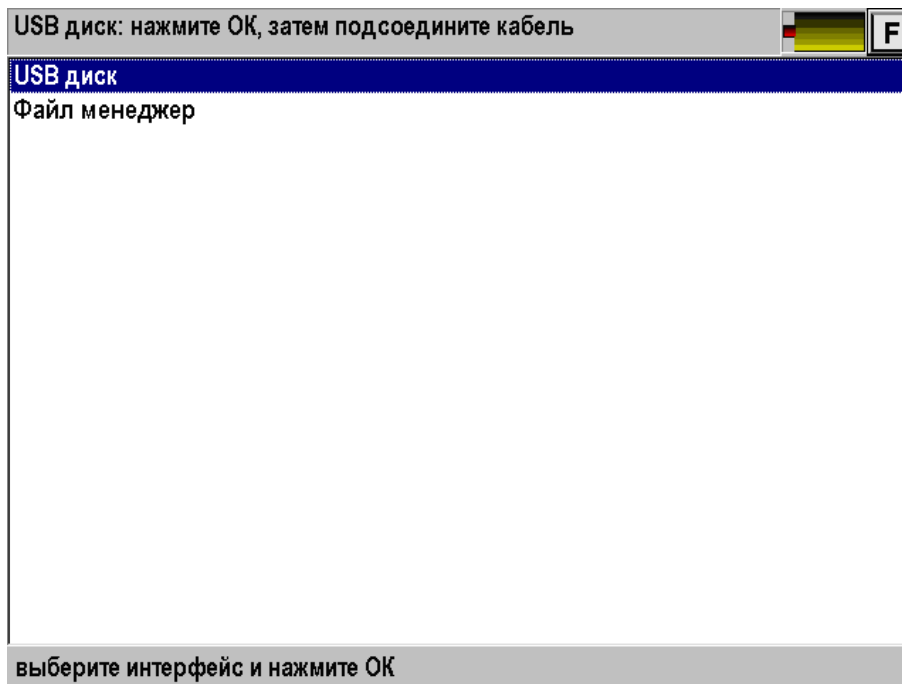 USB диск: нажмите ОК, затем подсоедините кабель
F
USB диск
Файл менеджер
выберите интерфейс и нажмите ОК